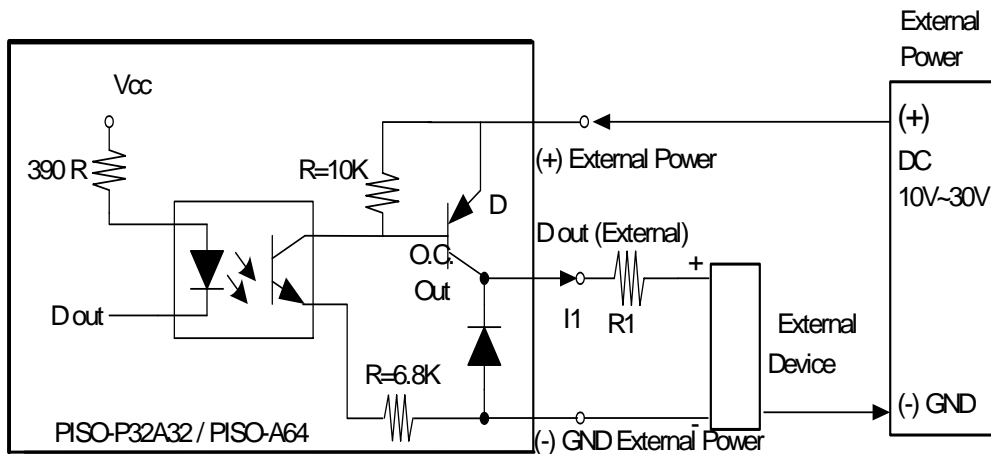 External
Power
Vcc
390 R
R=10K
(+) External Power
(+)
DC
10V~30V
D
Dout (External)
O.C.
Out
+
I1
R1
External
Device
Dout
R=6.8K
-
(-) GND
(-) GND External Power
PISO-P32A32 / PISO-A64